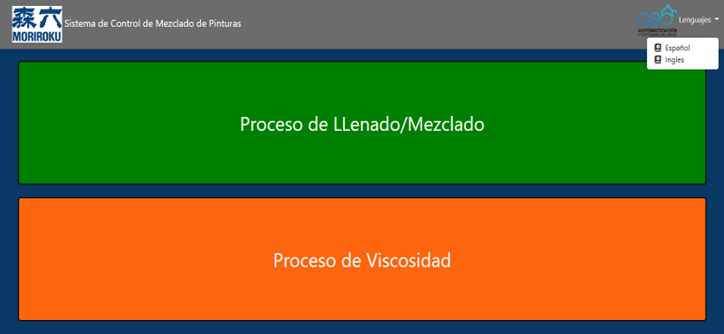 森六
MORIROKU
Sistema de Control de Mezclado de Pinturas
aso
AUTOMATIZACIÓN
Lenguajes
Español
Ingles
Proceso de LLenado/Mezclado
Proceso de Viscosidad